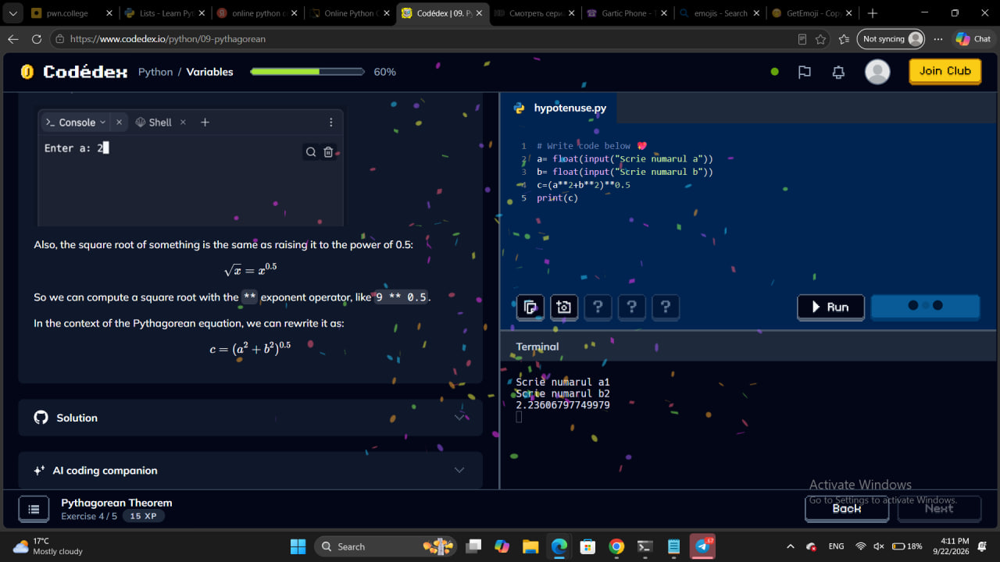 pwn.college
Lists - Learn Pyt
online python c
Online Python C
Codédex | 09. Py
Смотреть сери
Gartic Phone - T
emojis - Search
GetEmoji - Cop
https://www.codedex.io/python/09-pythagorean
Not syncing
Chat
Codédex
Python / Variables
60%
Join Club
>_ Console
Shell
Enter a: 2
Also, the square root of something is the same as raising it to the power of 0.5:
√x = x^0.5
So we can compute a square root with the ** exponent operator, like 9 ** 0.5.
In the context of the Pythagorean equation, we can rewrite it as:
c = (a² + b²)^0.5
Solution
AI coding companion
hypotenuse.py
1 # Write code below 💖
2 a= float(input("Scrie numarul a"))
3 b= float(input("Scrie numarul b"))
4 c=(a**2+b**2)**0.5
5 print(c)
? ? ?
Run
Terminal
Scrie numarul a1
Scrie numarul b2
2.23606797749979
Activate Windows
Go to Settings to activate Windows.
Pythagorean Theorem
Exercise 4 / 5
15 XP
Back
Next
17°C
Mostly cloudy
Search
67
ENG
18%
4:11 PM
9/22/2026